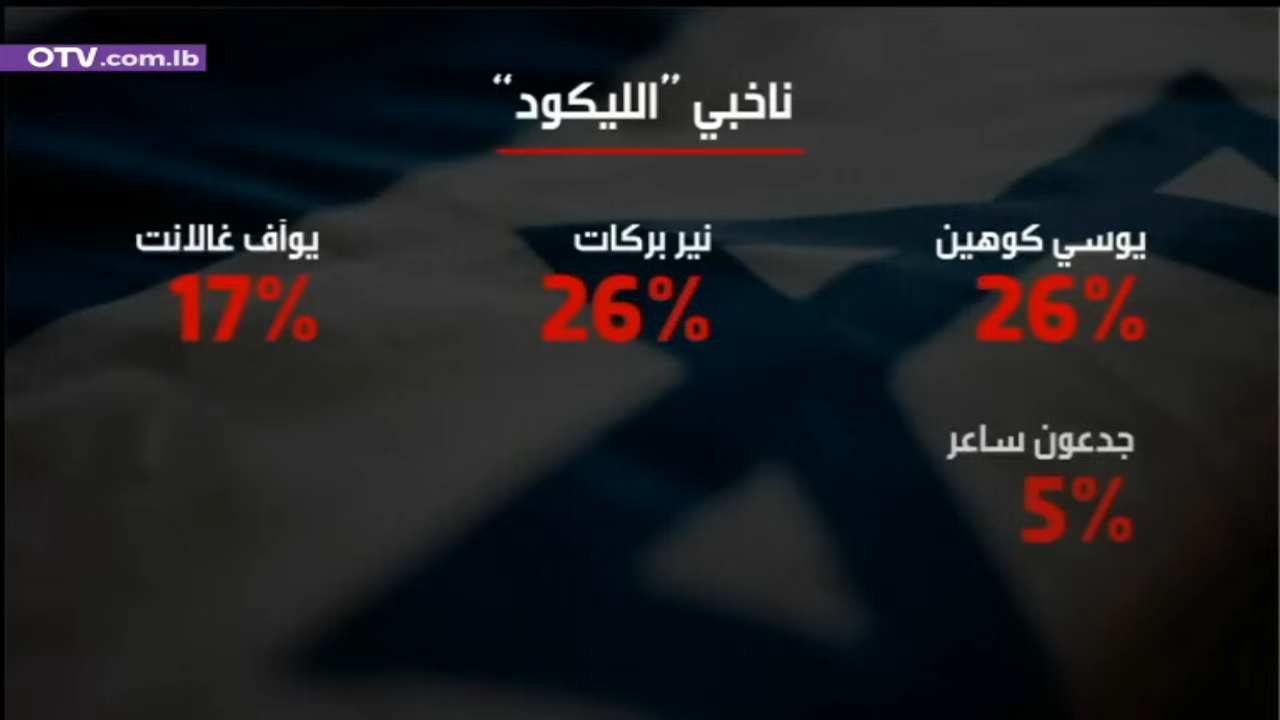 OTV.com.lb
ناخبي "الليكود"
يوسي كوهين
26%
نير بركات
26%
يوآف غالانت
17%
جدعون ساعر
5%